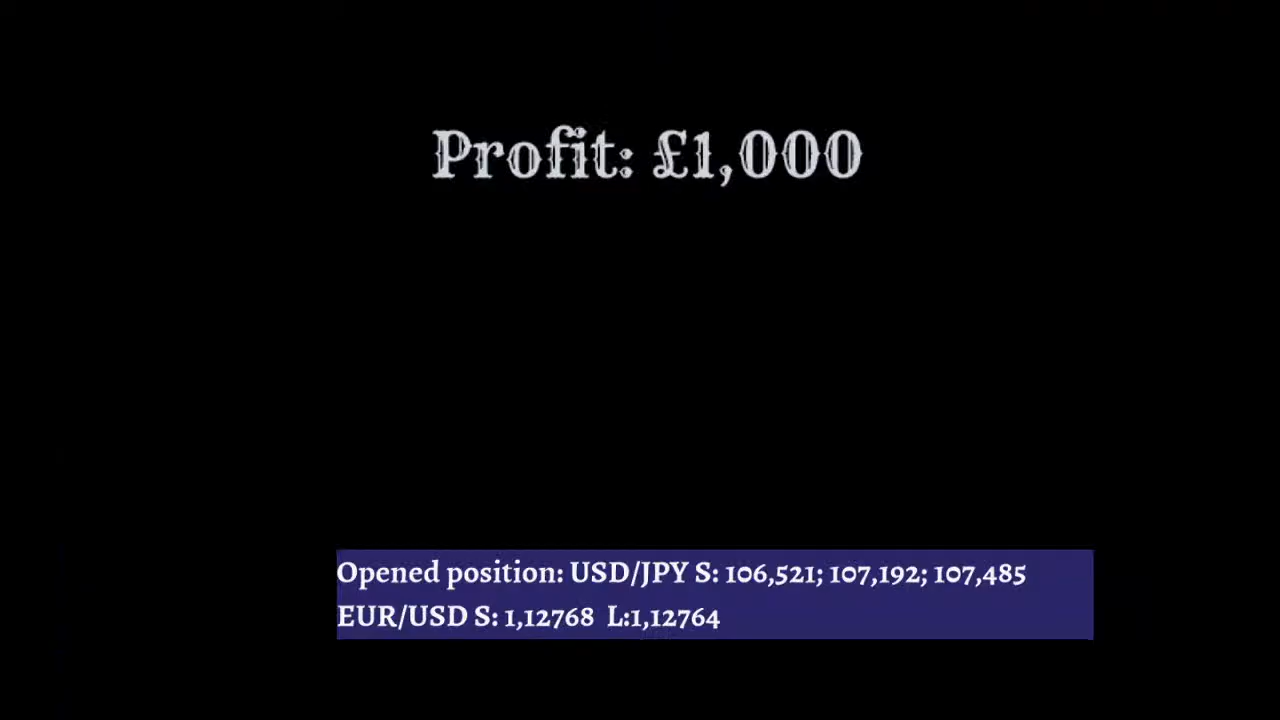 Profit: £1,000
Opened position: USD/JPY S: 106,521; 107,192; 107,485
EUR/USD S: 1,12768 L:1,12764